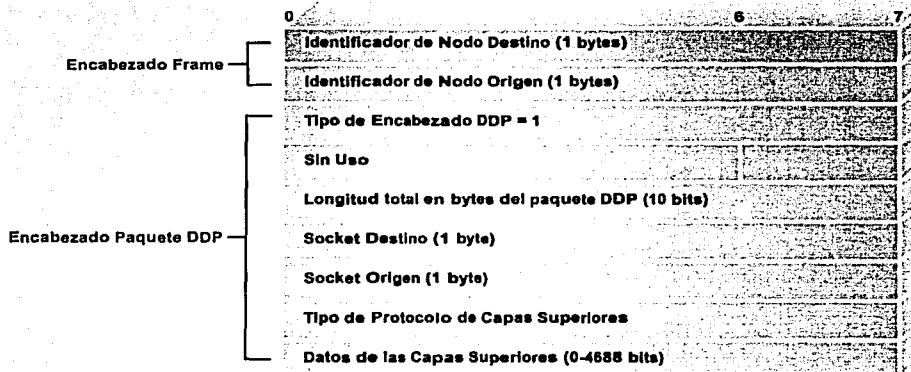 0 6 7
Identificador de Nodo Destino (1 bytes)
Encabezado Frame
Identificador de Nodo Origen (1 bytes)
Tipo de Encabezado DDP = 1
Sin Uso
Longitud total en bytes del paquete DDP (10 bits)
Encabezado Paquete DDP
Socket Destino (1 byte)
Socket Origen (1 byte)
Tipo de Protocolo de Capas Superiores
Datos de las Capas Superiores (0-4688 bits)